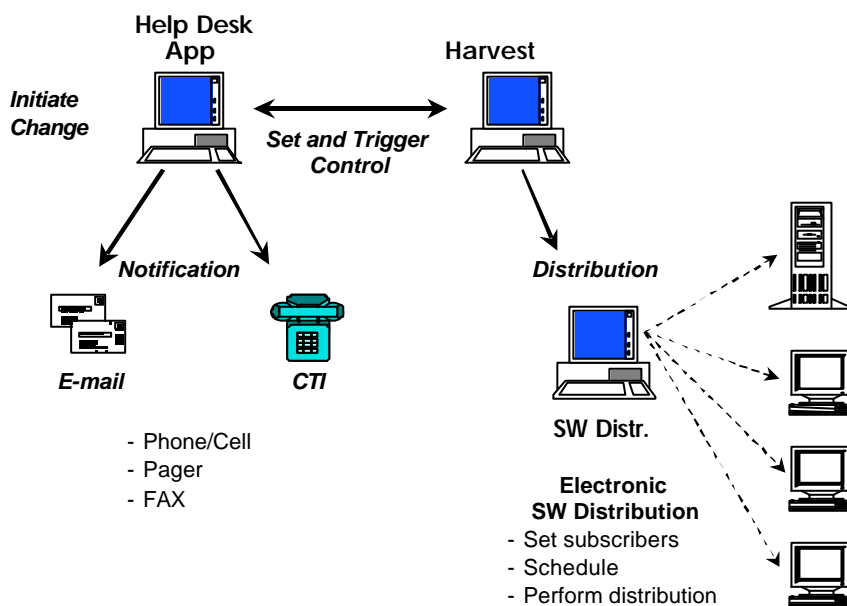 Help Desk
App
Harvest
Initiate
Change
Set and Trigger
Control
Notification
Distribution
E-mail
CTI
SW Distr.
- Phone/Cell
- Pager
- FAX
Electronic
SW Distribution
- Set subscribers
- Schedule
- Perform distribution